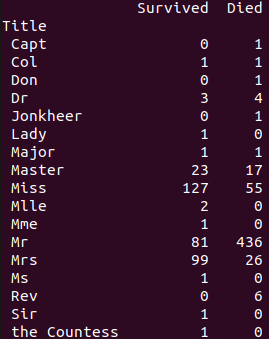 Survived Died
Title
Capt 0 1
Col 1 1
Don 0 1
Dr 3 4
Jonkheer 0 1
Lady 1 0
Major 1 1
Master 23 17
Miss 127 55
Mlle 2 0
Mme 1 0
Mr 81 436
Mrs 99 26
Ms 1 0
Rev 0 6
Sir 1 0
the Countess 1 0